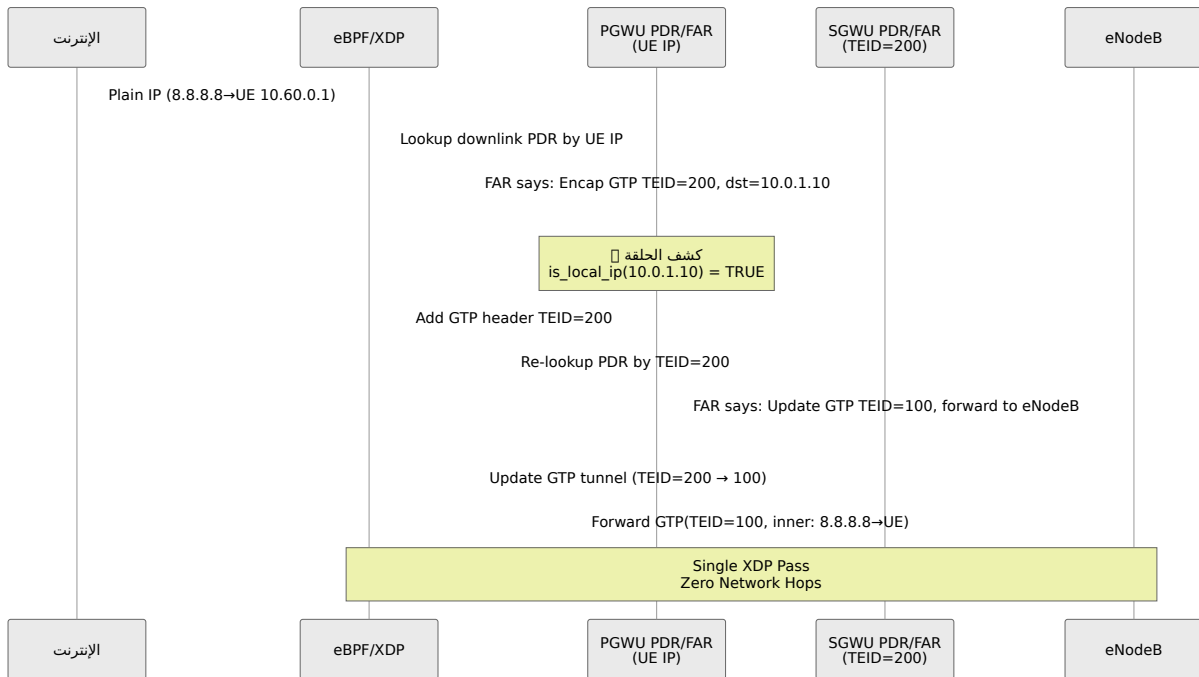 الإنترنت
eBPF/XDP
PGWU PDR/FAR
(UE IP)
SGWU PDR/FAR
(TEID=200)
eNodeB
Plain IP (8.8.8.8→UE 10.60.0.1)
Lookup downlink PDR by UE IP
FAR says: Encap GTP TEID=200, dst=10.0.1.10
كشف الحلقة
is_local_ip(10.0.1.10) = TRUE
Add GTP header TEID=200
Re-lookup PDR by TEID=200
FAR says: Update GTP TEID=100, forward to eNodeB
Update GTP tunnel (TEID=200 → 100)
Forward GTP(TEID=100, inner: 8.8.8.8→UE)
Single XDP Pass
Zero Network Hops
الإنترنت
eBPF/XDP
PGWU PDR/FAR
(UE IP)
SGWU PDR/FAR
(TEID=200)
eNodeB